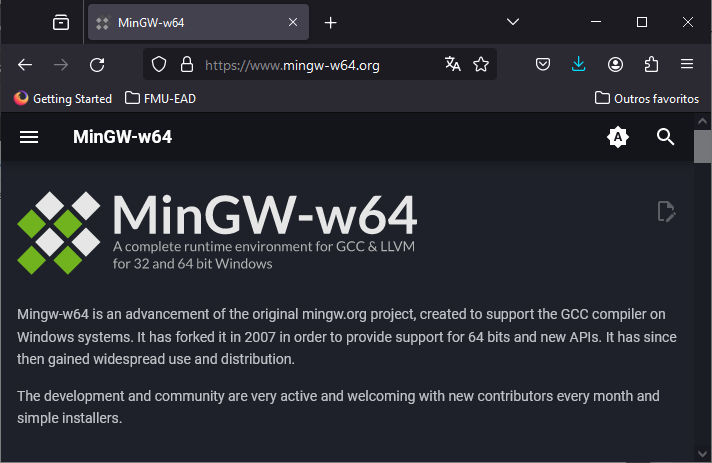 MinGW-w64
https://www.mingw-w64.org
Getting Started
FMU-EAD
Outros favoritos
MinGW-w64
A
MinGW-w64
A complete runtime environment for GCC & LLVM
for 32 and 64 bit Windows
Mingw-w64 is an advancement of the original mingw.org project, created to support the GCC compiler on
Windows systems. It has forked it in 2007 in order to provide support for 64 bits and new APIs. It has since
then gained widespread use and distribution.
The development and community are very active and welcoming with new contributors every month and
simple installers.